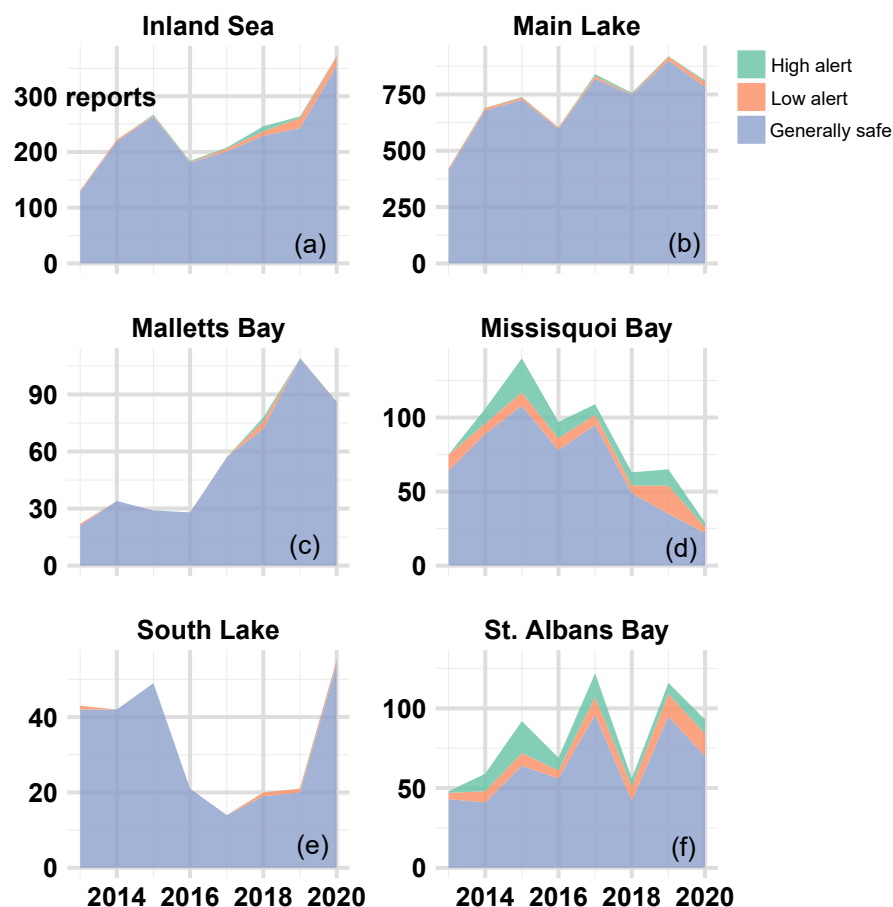 Inland Sea
300 reports
200
100
0
(a)
Main Lake
750
500
250
0
(b)
High alert
Low alert
Generally safe
Malletts Bay
90
60
30
0
(c)
Missisquoi Bay
100
50
0
(d)
South Lake
40
20
0
(e)
2014 2016 2018 2020
St. Albans Bay
100
50
0
(f)
2014 2016 2018 2020